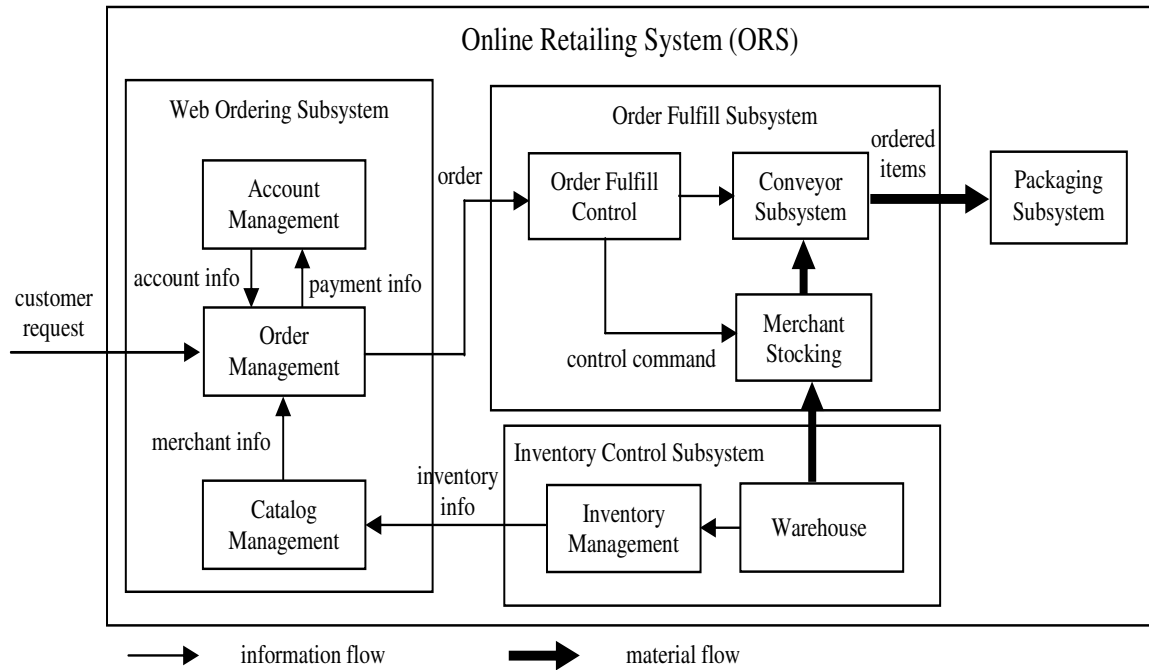 Online Retailing System (ORS)
Web Ordering Subsystem
Account
Management
account info
payment info
customer
request
Order
Management
merchant info
Catalog
Management
order
Order Fulfill Subsystem
Order Fulfill
Control
Conveyor
Subsystem
ordered
items
Packaging
Subsystem
control command
Merchant
Stocking
Inventory Control Subsystem
inventory
info
Inventory
Management
Warehouse
information flow
material flow